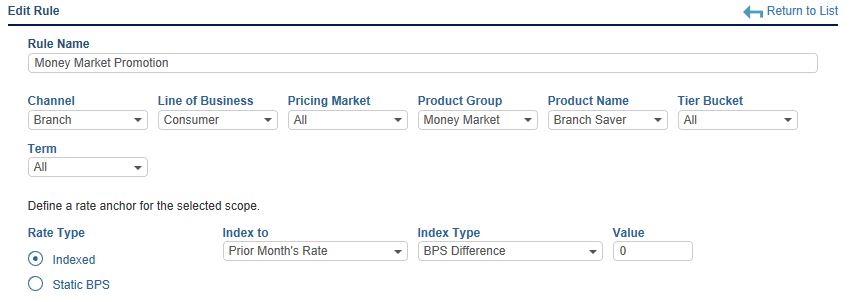 Edit Rule
Return to List
Rule Name
Money Market Promotion
Channel Line of Business Pricing Market Product Group Product Name Tier Bucket
Branch Consumer All Money Market Branch Saver All
Term
All
Define a rate anchor for the selected scope.
Rate Type Index to Index Type Value
Indexed Prior Month's Rate BPS Difference 0
Static BPS